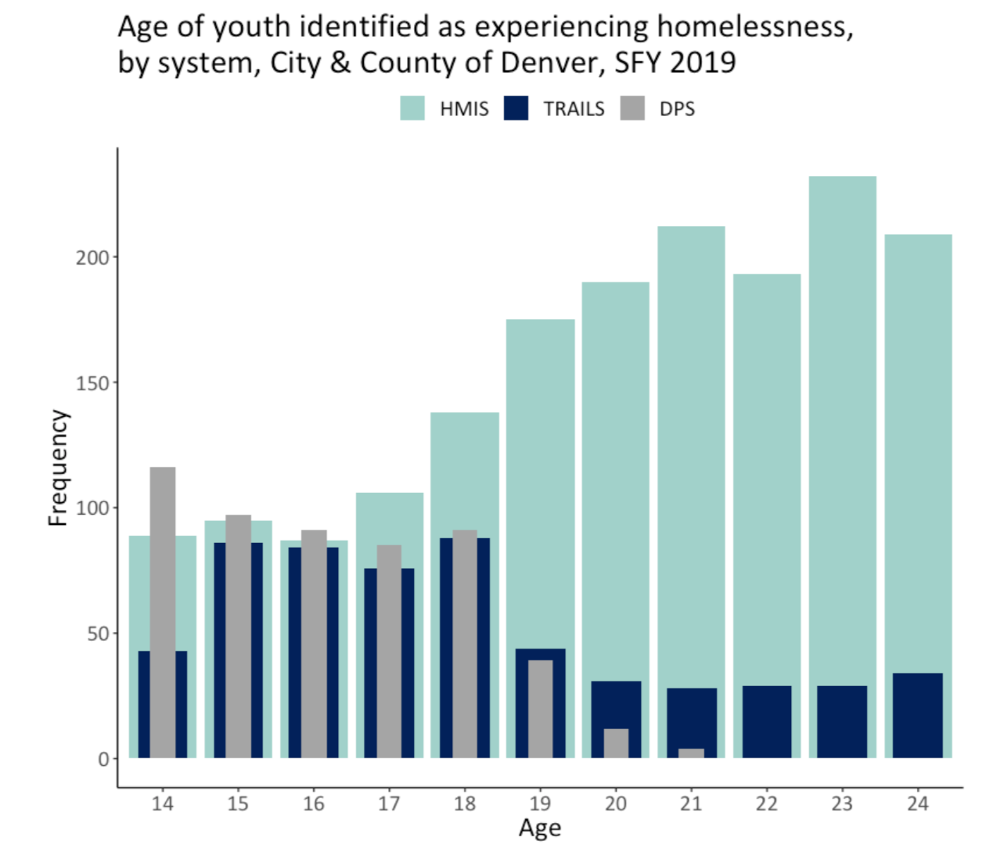 Age of youth identified as experiencing homelessness,
by system, City & County of Denver, SFY 2019
HMIS TRAILS DPS
Frequency
200
150
100
50
0
14 15 16 17 18 19 20 21 22 23 24
Age